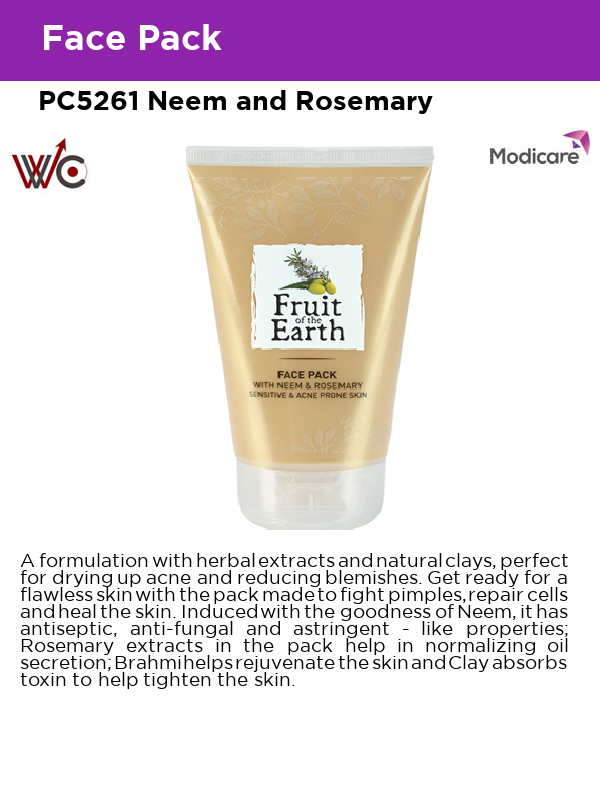 Face Pack
PC5261 Neem and Rosemary
WC
Modicare
Fruit
of the
Earth
FACE PACK
WITH NEEM & ROSEMARY
SENSITIVE & ACNE PRONE SKIN
A formulation with herbal extracts and natural clays, perfect
for drying up acne and reducing blemishes. Get ready for a
flawless skin with the pack made to fight pimples, repair cells
and heal the skin. Induced with the goodness of Neem, it has
antiseptic, anti-fungal and astringent - like properties;
Rosemary extracts in the pack help in normalizing oil
secretion; Brahmi helps rejuvenate the skin and Clay absorbs
toxin to help tighten the skin.